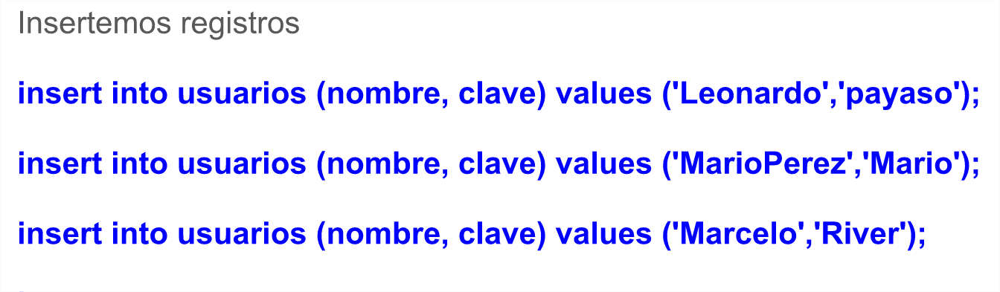 Insertemos registros
insert into usuarios (nombre, clave) values ('Leonardo','payaso');
insert into usuarios (nombre, clave) values ('MarioPerez','Mario');
insert into usuarios (nombre, clave) values ('Marcelo','River');